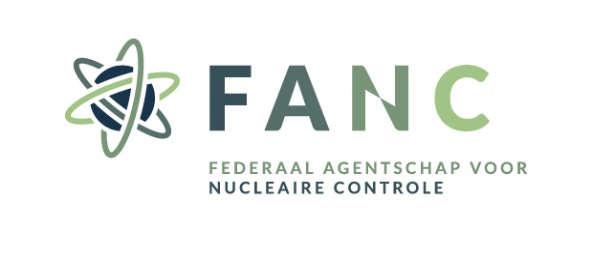 FANC
FEDERAAL AGENTSCHAP VOOR
NUCLEAIRE CONTROLE